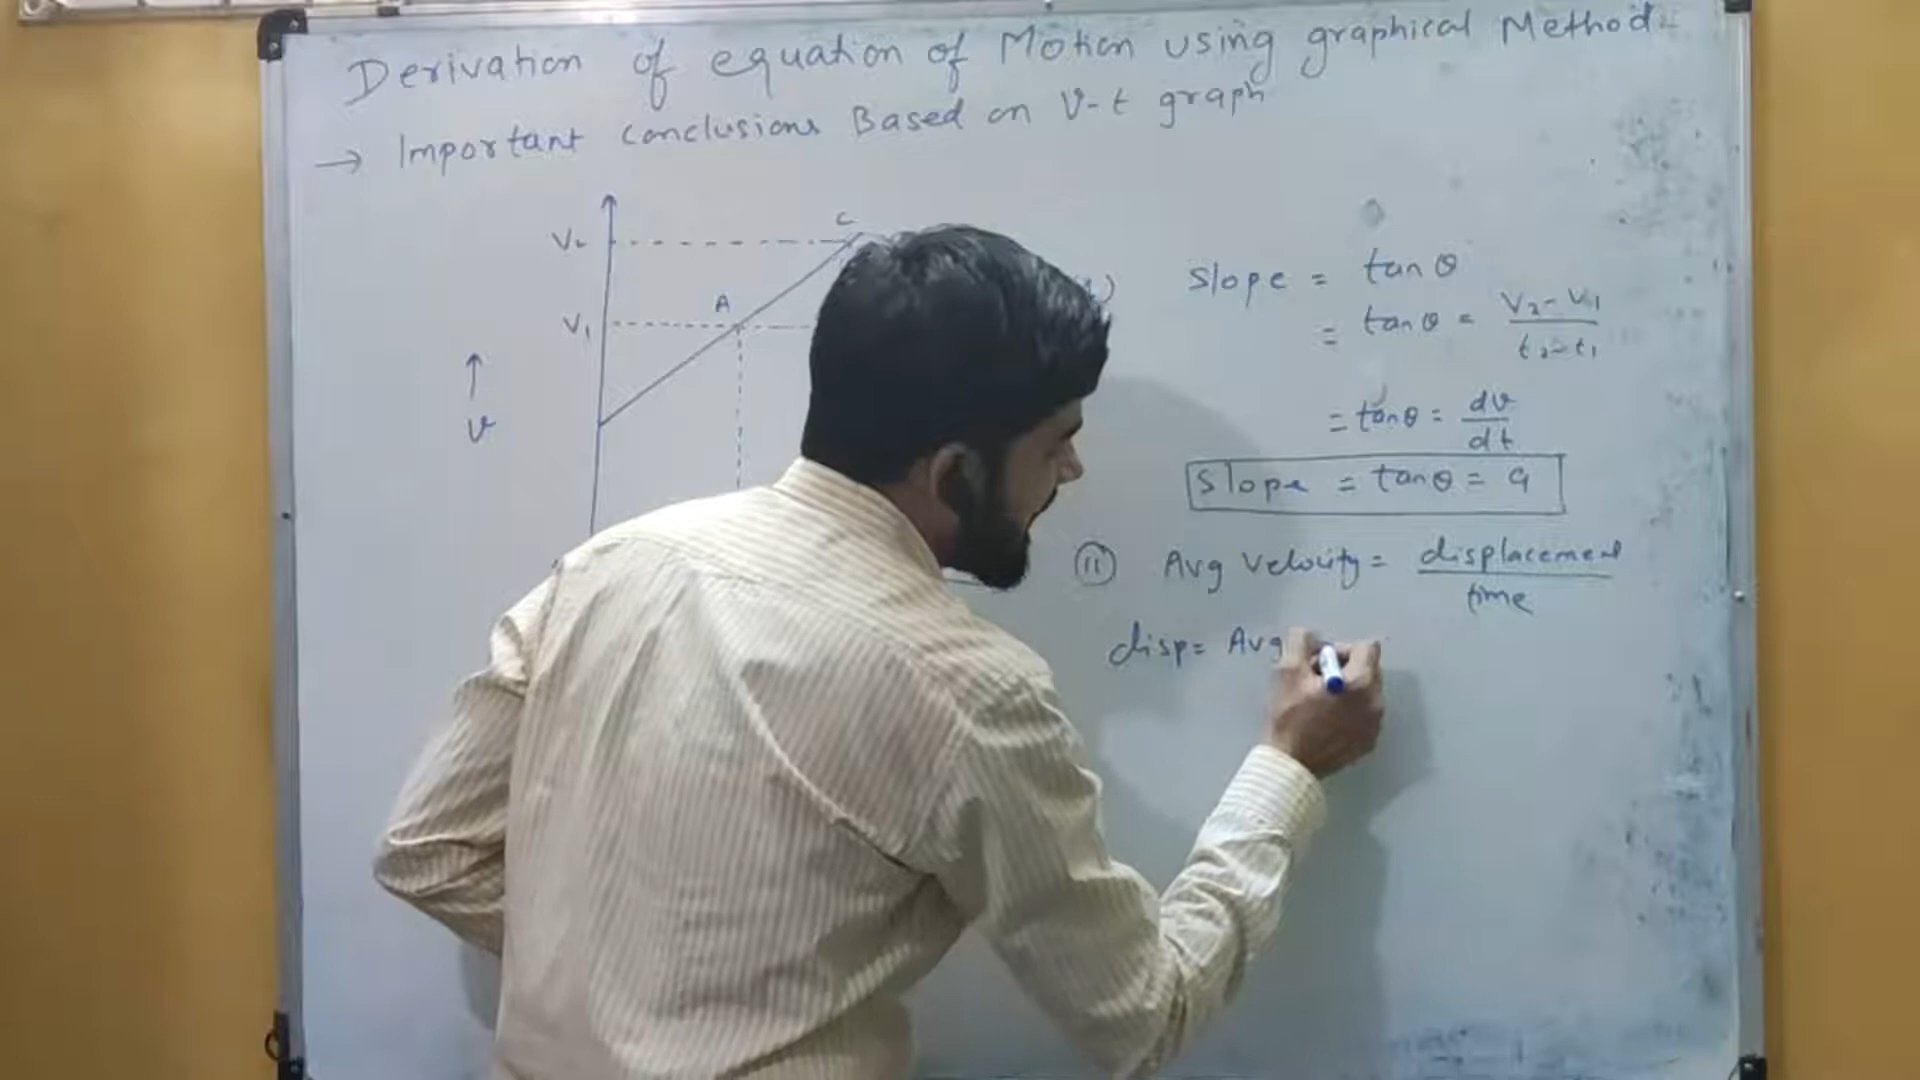 Derivation of equation of Motion using graphical Method
→ Important Conclusions Based on V-t graph
V₂
C
A
V₁
↑
v
Slope = tan θ
= tan θ = V₂-V₁ / t₂-t₁
= tan θ = dv / dt
Slope = tan θ = a
(ii) Avg Velocity = displacement / time
disp = Avg